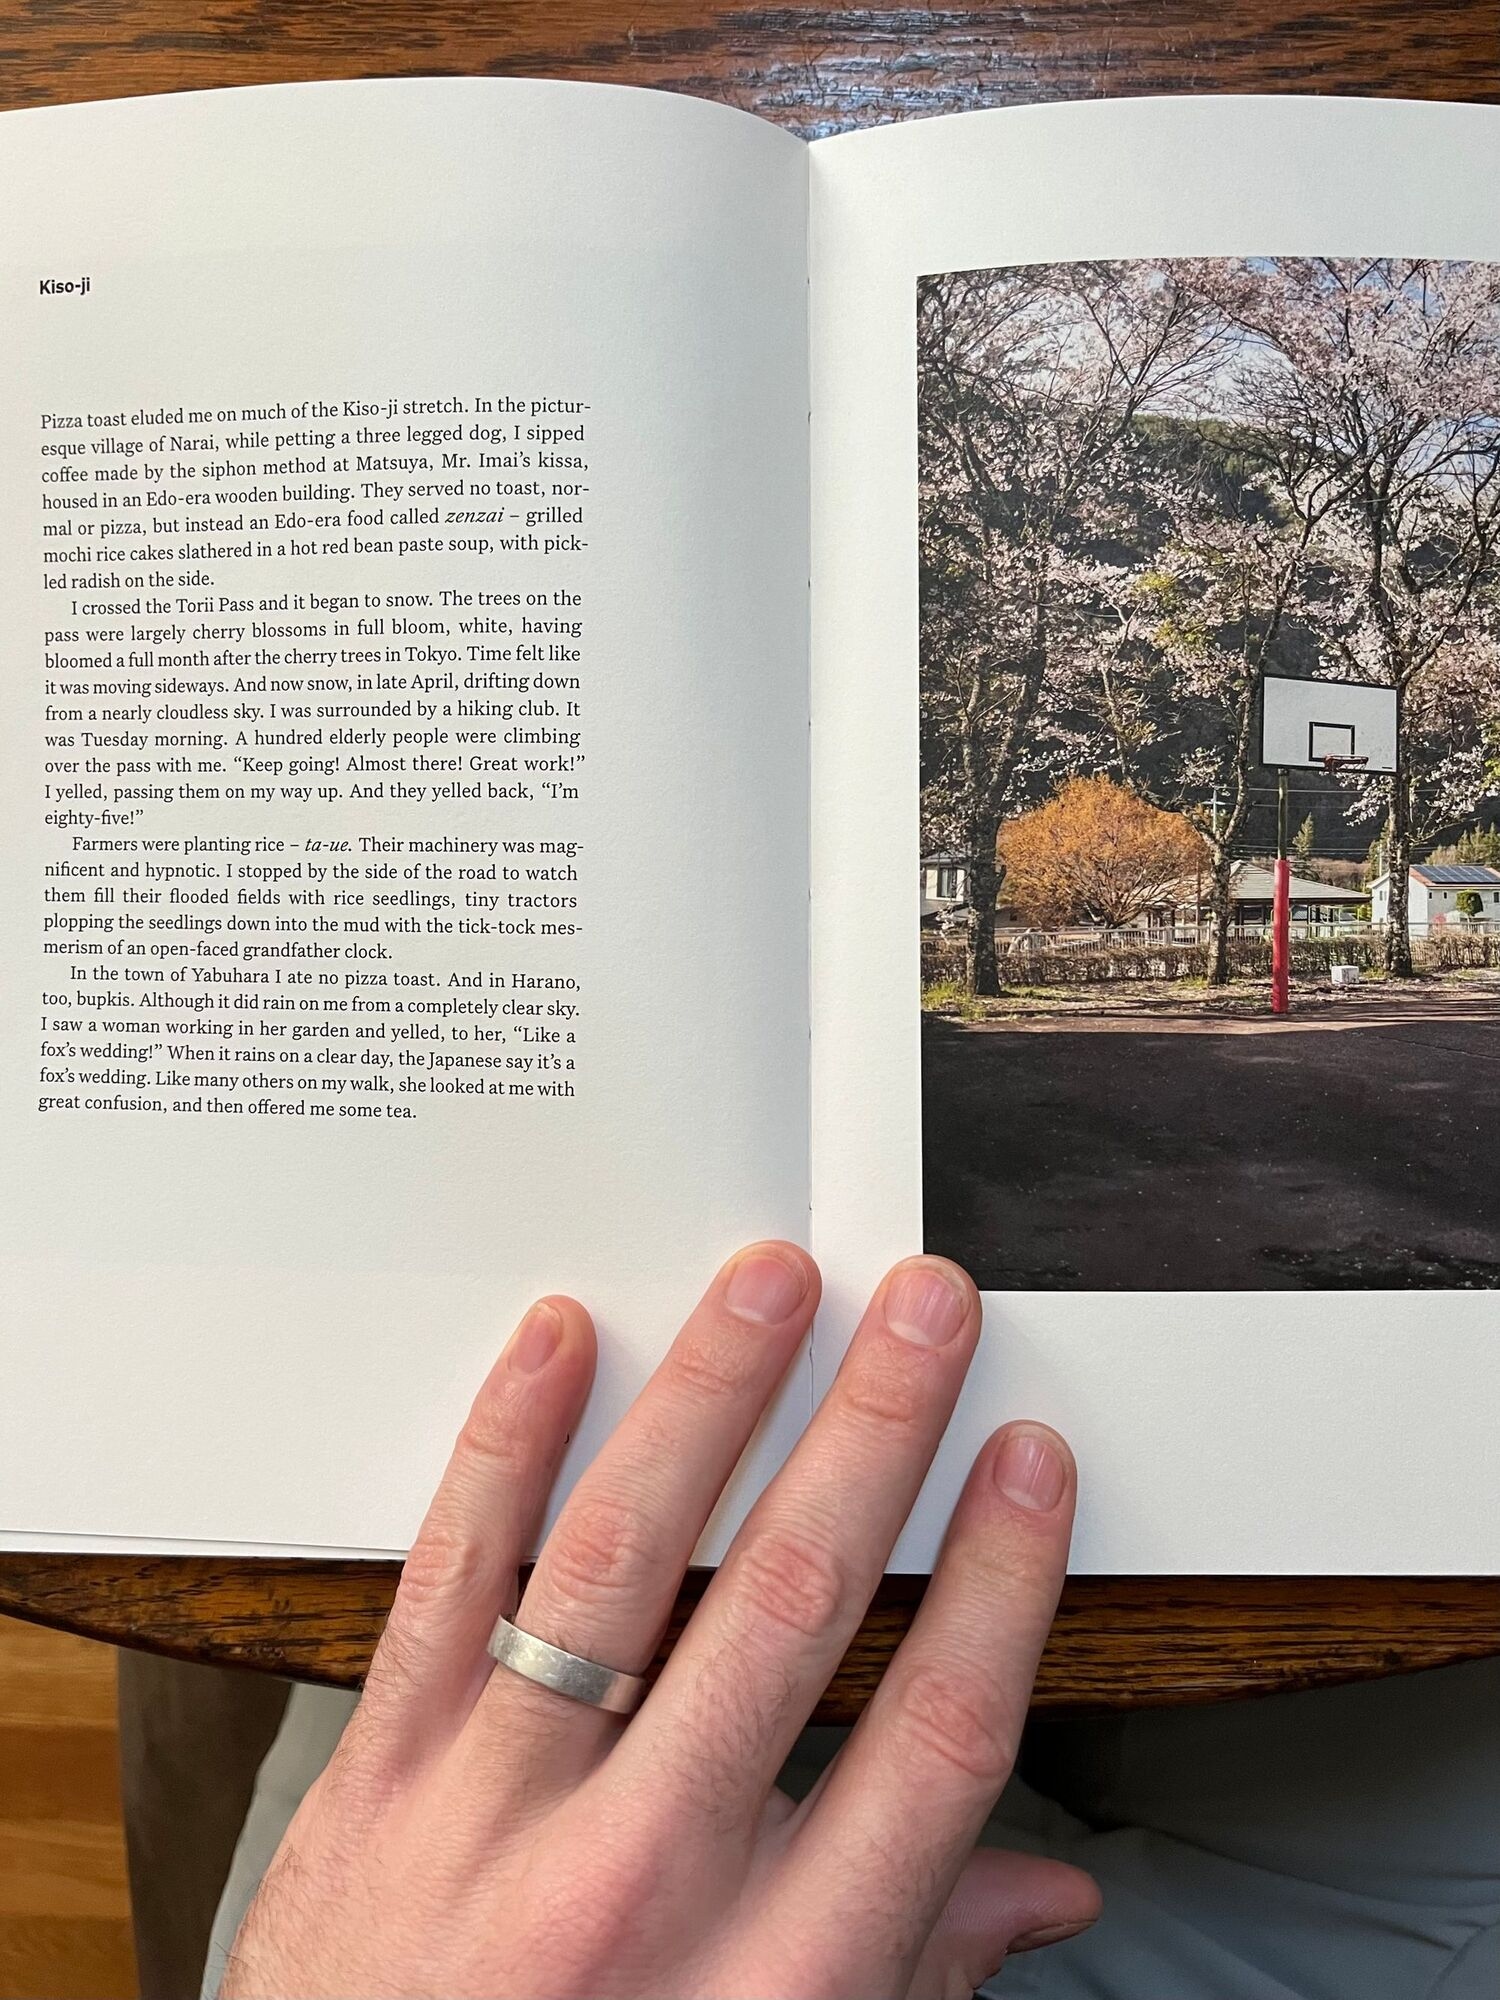 Kiso-ji
Pizza toast eluded me on much of the Kiso-ji stretch. In the pictur-
esque village of Narai, while petting a three legged dog, I sipped
coffee made by the siphon method at Matsuya, Mr. Imai’s kissa,
housed in an Edo-era wooden building. They served no toast, nor-
mal or pizza, but instead an Edo-era food called zenzai – grilled
mochi rice cakes slathered in a hot red bean paste soup, with pick-
led radish on the side.
I crossed the Torii Pass and it began to snow. The trees on the
pass were largely cherry blossoms in full bloom, white, having
bloomed a full month after the cherry trees in Tokyo. Time felt like
it was moving sideways. And now snow, in late April, drifting down
from a nearly cloudless sky. I was surrounded by a hiking club. It
was Tuesday morning. A hundred elderly people were climbing
over the pass with me. “Keep going! Almost there! Great work!”
I yelled, passing them on my way up. And they yelled back, “I’m
eighty-five!”
Farmers were planting rice – ta-ue. Their machinery was mag-
nificent and hypnotic. I stopped by the side of the road to watch
them fill their flooded fields with rice seedlings, tiny tractors
plopping the seedlings down into the mud with the tick-tock mes-
merism of an open-faced grandfather clock.
In the town of Yabuhara I ate no pizza toast. And in Harano,
too, bupkis. Although it did rain on me from a completely clear sky.
I saw a woman working in her garden and yelled, to her, “Like a
fox’s wedding!” When it rains on a clear day, the Japanese say it’s a
fox’s wedding. Like many others on my walk, she looked at me with
great confusion, and then offered me some tea.